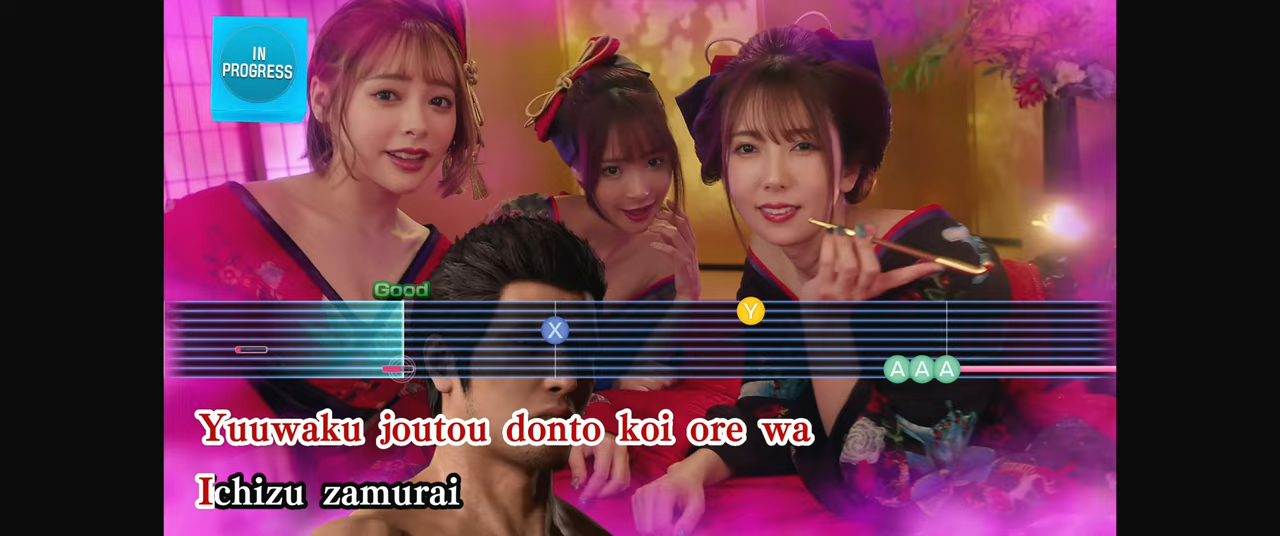 IN
PROGRESS
Good
X
Y
A A A
Yuuwaku joutou donto koi ore wa
Ichizu zamurai